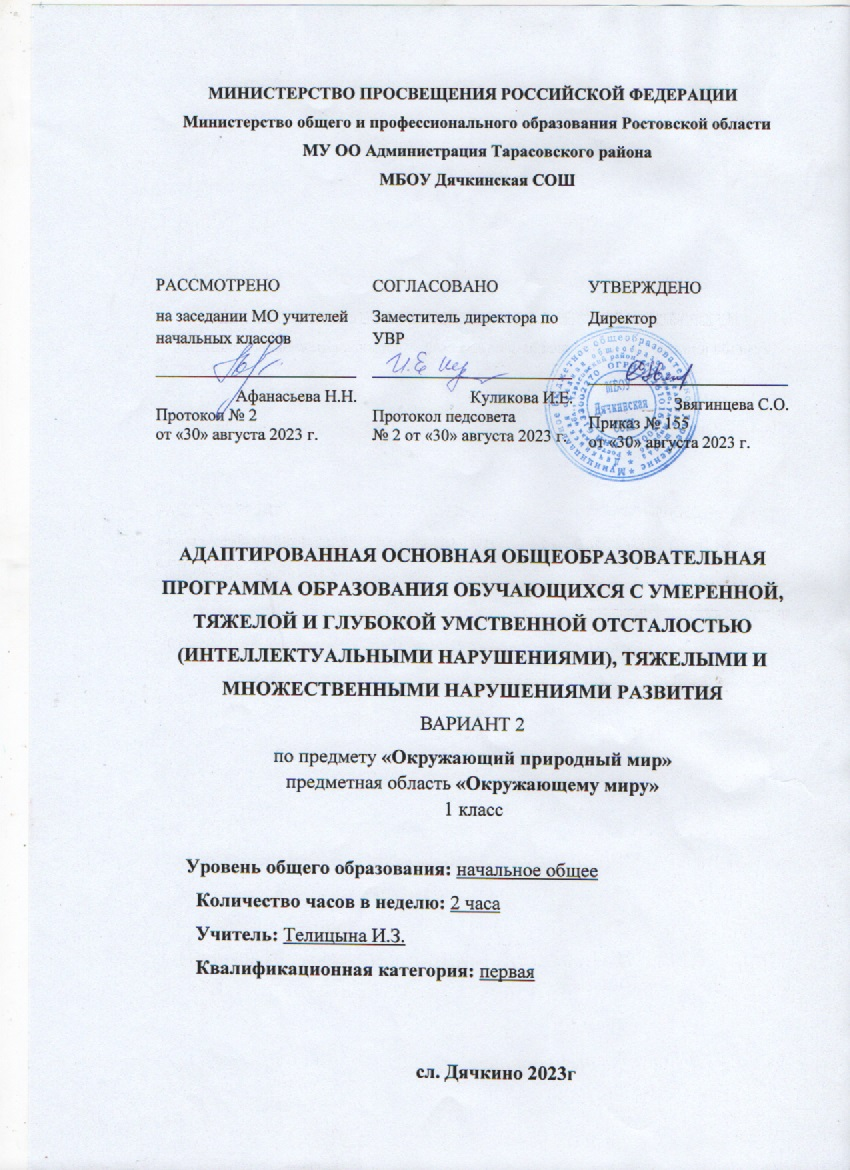 МИНИСТЕРСТВО ПРОСВЕЩЕНИЯ РОССИЙСКОЙ ФЕДЕРАЦИИ
Министерство общего и профессионального образования Ростовской области
МУ ОО Администрация Тарасовского района
МБОУ Дячкинская СОШ
РАССМОТРЕНО
на заседании МО учителей
начальных классов
Афанасьева Н.Н.
Протокол № 2
от «30» августа 2023 г.
СОГЛАСОВАНО
Заместитель директора по
УВР
Куликова И.Е.
Протокол педсовета
№ 2 от «30» августа 2023 г.
УТВЕРЖДЕНО
Директор
Звягинцева С.О.
Приказ № 155
от «30» августа 2023 г.
МБОУ
Дячкинская
СОШ
АДАПТИРОВАННАЯ ОСНОВНАЯ ОБЩЕОБРАЗОВАТЕЛЬНАЯ
ПРОГРАММА ОБРАЗОВАНИЯ ОБУЧАЮЩИХСЯ С УМЕРЕННОЙ,
ТЯЖЕЛОЙ И ГЛУБОКОЙ УМСТВЕННОЙ ОТСТАЛОСТЬЮ
(ИНТЕЛЛЕКТУАЛЬНЫМИ НАРУШЕНИЯМИ), ТЯЖЕЛЫМИ И
МНОЖЕСТВЕННЫМИ НАРУШЕНИЯМИ РАЗВИТИЯ
ВАРИАНТ 2
по предмету «Окружающий природный мир»
предметная область «Окружающему миру»
1 класс
Уровень общего образования: начальное общее
Количество часов в неделю: 2 часа
Учитель: Телицына И.З.
Квалификационная категория: первая
сл. Дячкино 2023г